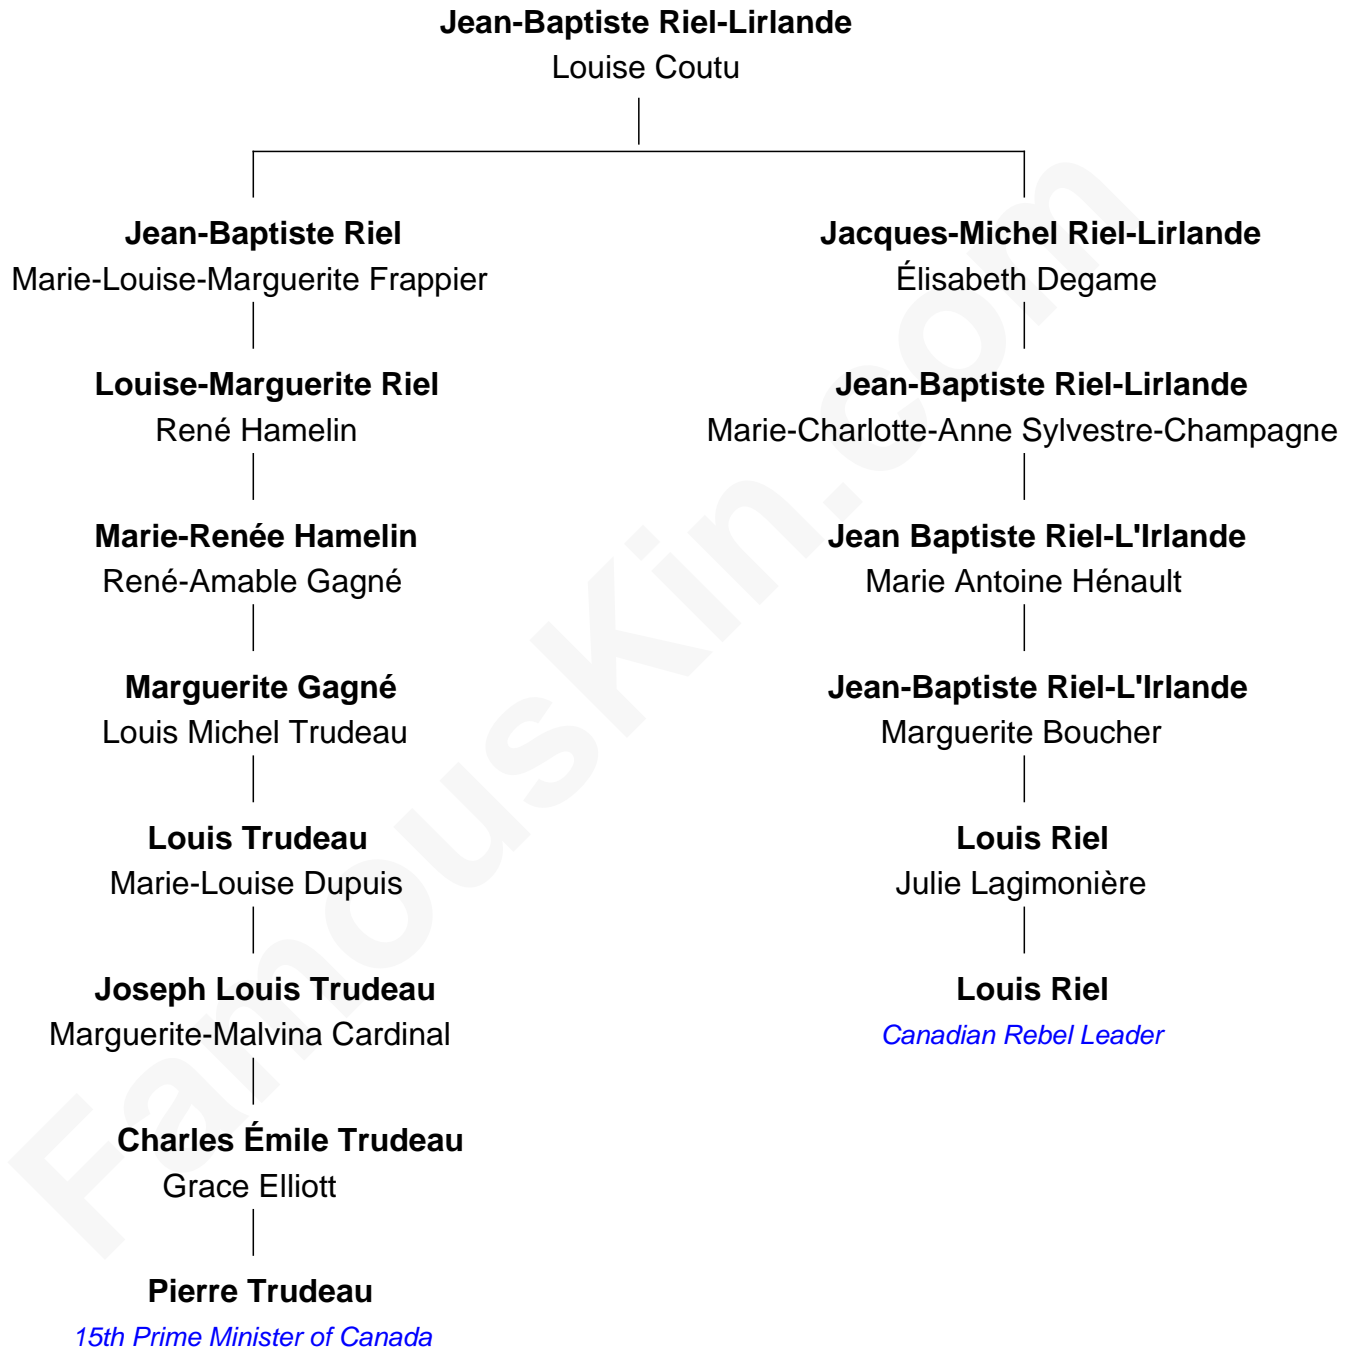 Jean-Baptiste Riel-Lirlande
Louise Coutu
Jean-Baptiste Riel
Marie-Louise-Marguerite Frappier
Jacques-Michel Riel-Lirlande
Élisabeth Degame
Louise-Marguerite Riel
René Hamelin
Jean-Baptiste Riel-Lirlande
Marie-Charlotte-Anne Sylvestre-Champagne
Marie-Renée Hamelin
René-Amable Gagné
Jean Baptiste Riel-L'Irlande
Marie Antoine Hénault
Marguerite Gagné
Louis Michel Trudeau
Jean-Baptiste Riel-L'Irlande
Marguerite Boucher
Louis Trudeau
Marie-Louise Dupuis
Louis Riel
Julie Lagimonière
Joseph Louis Trudeau
Marguerite-Malvina Cardinal
Louis Riel
Canadian Rebel Leader
Charles Émile Trudeau
Grace Elliott
Pierre Trudeau
15th Prime Minister of Canada
FamousKin.com